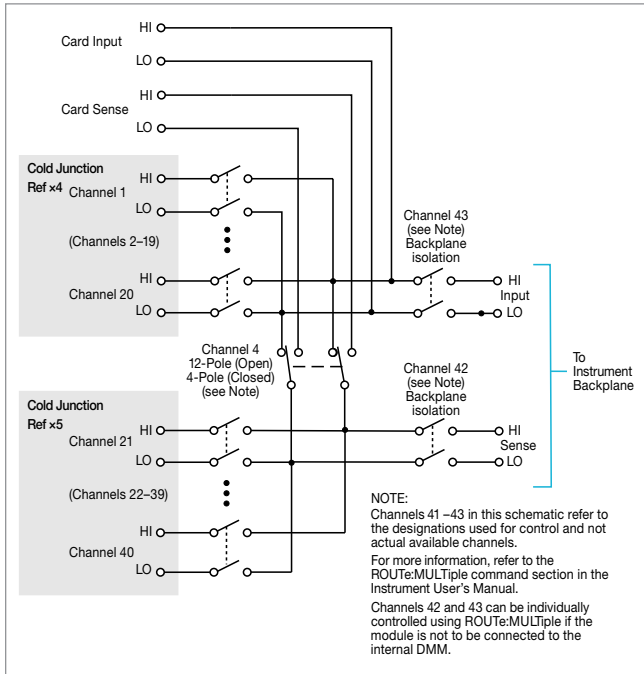 Card Input
HI
LO
Card Sense
HI
LO
Cold Junction
Ref ×4
Channel 1
HI
LO
(Channels 2–19)
Channel 20
HI
LO
Channel 43
(see Note)
Backplane
isolation
HI
Input
LO
Channel 4
12-Pole (Open)
4-Pole (Closed)
(see Note)
Channel 42
(see Note)
Backplane
isolation
To
Instrument
Backplane
Cold Junction
Ref ×5
Channel 21
HI
LO
(Channels 22–39)
Channel 40
HI
LO
HI
Sense
LO
NOTE:
Channels 41 –43 in this schematic refer to
the designations used for control and not
actual available channels.
For more information, refer to the
ROUTe:MULTiple command section in the
Instrument User's Manual.
Channels 42 and 43 can be individually
controlled using ROUTe:MULTiple if the
module is not to be connected to the
internal DMM.